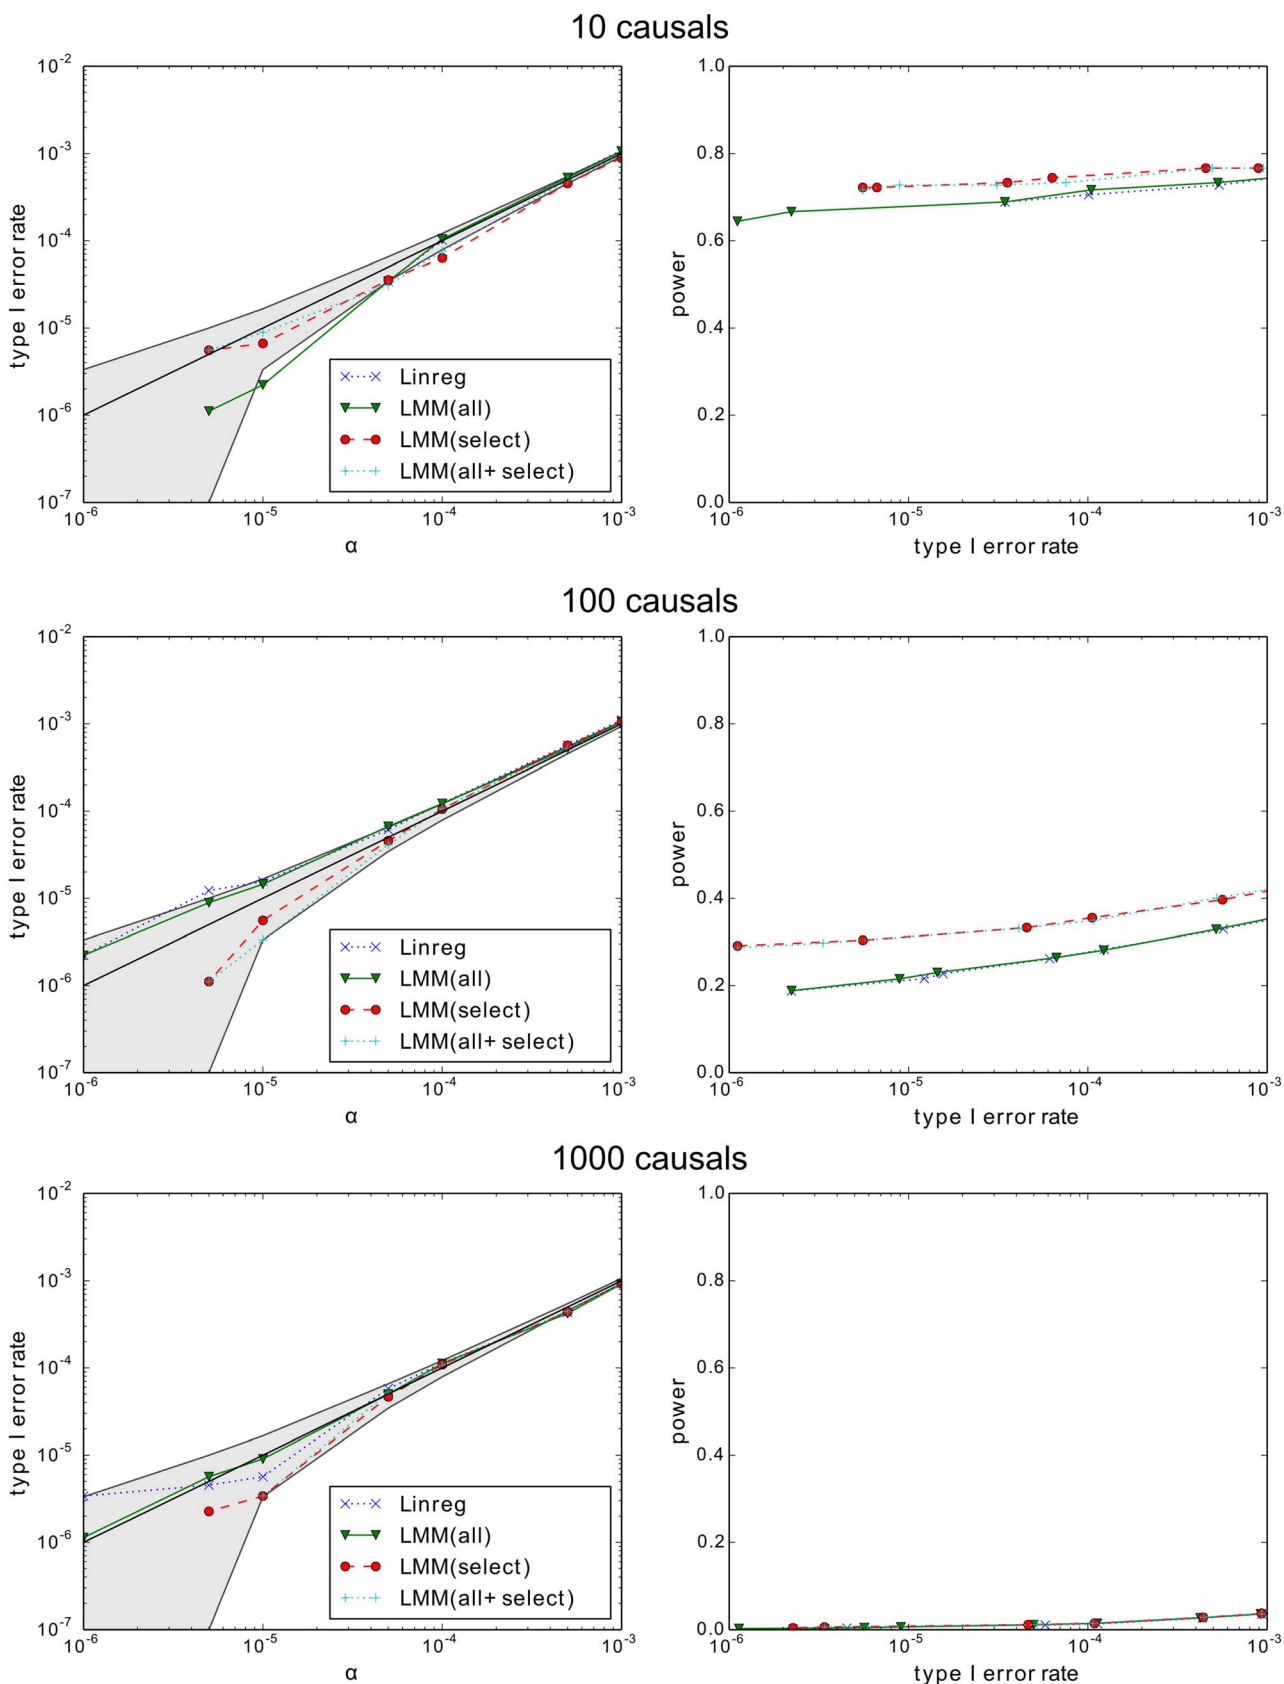 10 causals
10-2
10-3
10-4
10-5
10-6
10-7
type I error rate
10-6
10-5
10-4
10-3
α
Linreg
LMM(all)
LMM(select)
LMM(all+select)
1.0
0.8
0.6
0.4
0.2
0.0
power
10-6
10-5
10-4
10-3
type I error rate
100 causals
10-2
10-3
10-4
10-5
10-6
10-7
type I error rate
10-6
10-5
10-4
10-3
α
Linreg
LMM(all)
LMM(select)
LMM(all+select)
1.0
0.8
0.6
0.4
0.2
0.0
power
10-6
10-5
10-4
10-3
type I error rate
1000 causals
10-2
10-3
10-4
10-5
10-6
10-7
type I error rate
10-6
10-5
10-4
10-3
α
Linreg
LMM(all)
LMM(select)
LMM(all+select)
1.0
0.8
0.6
0.4
0.2
0.0
power
10-6
10-5
10-4
10-3
type I error rate